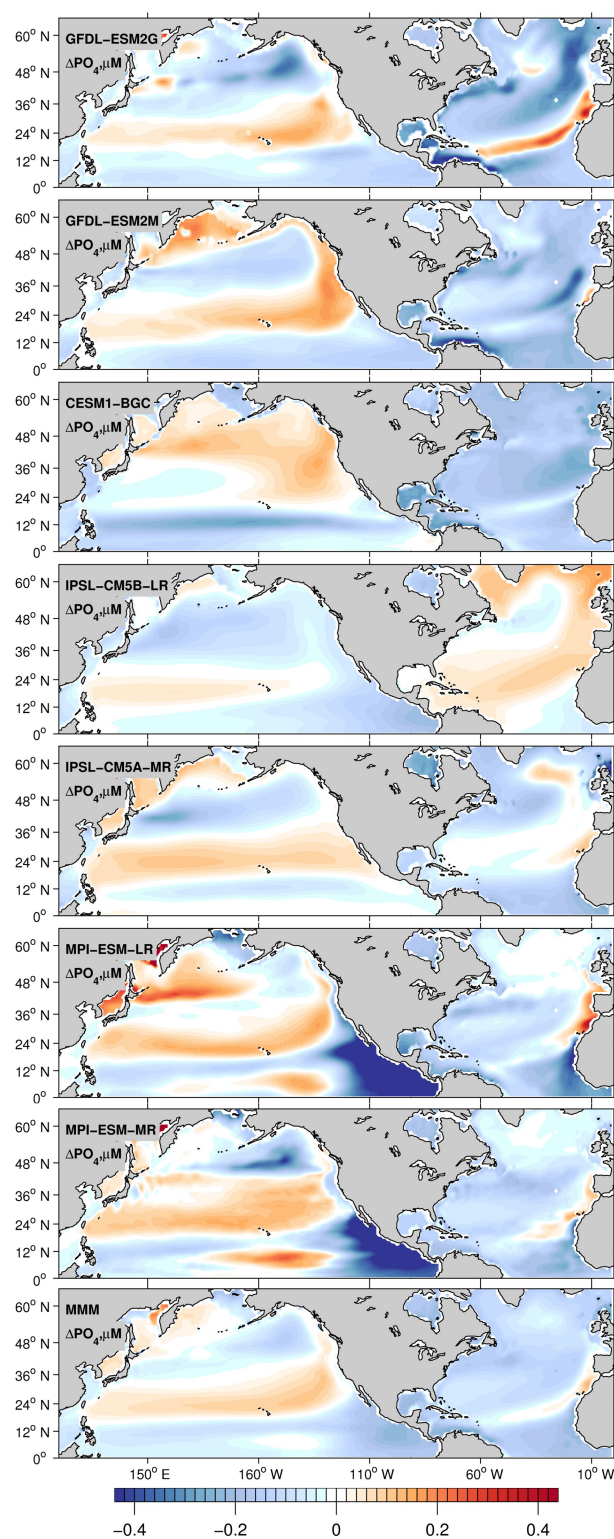 60° N
GFDL−ESM2G
ΔPO4,μM
48° N
36° N
24° N
12° N
0°
60° N
GFDL−ESM2M
ΔPO4,μM
48° N
36° N
24° N
12° N
0°
60° N
CESM1−BGC
ΔPO4,μM
48° N
36° N
24° N
12° N
0°
60° N
IPSL−CM5B−LR
ΔPO4,μM
48° N
36° N
24° N
12° N
0°
60° N
IPSL−CM5A−MR
ΔPO4,μM
48° N
36° N
24° N
12° N
0°
60° N
MPI−ESM−LR
ΔPO4,μM
48° N
36° N
24° N
12° N
0°
60° N
MPI−ESM−MR
ΔPO4,μM
48° N
36° N
24° N
12° N
0°
60° N
MMM
ΔPO4,μM
48° N
36° N
24° N
12° N
0°
150° E 160° W 110° W 60° W 10° W
−0.4 −0.2 0 0.2 0.4